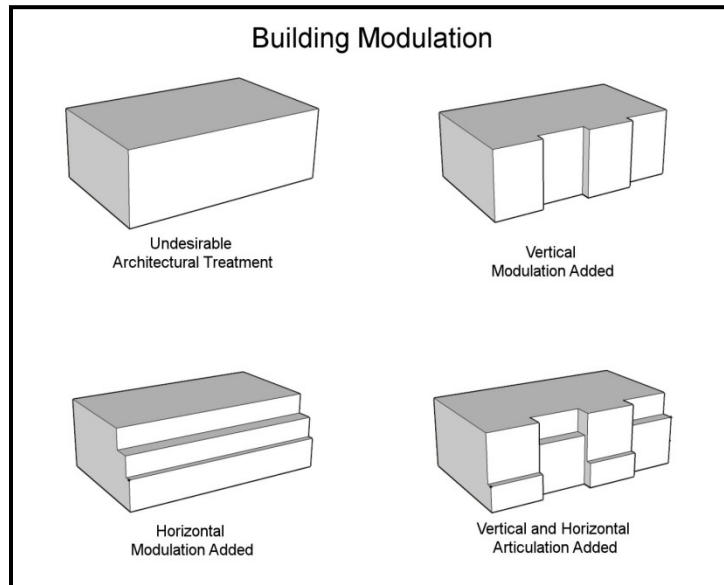 Building Modulation
Undesirable
Architectural Treatment
Vertical
Modulation Added
Horizontal
Modulation Added
Vertical and Horizontal
Articulation Added